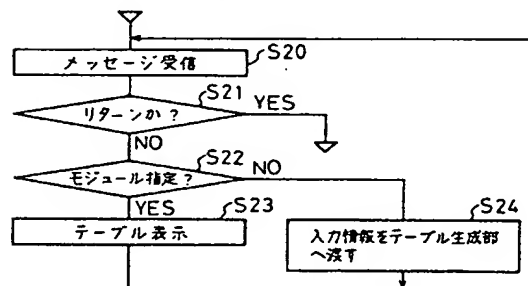 メッセージ受信
S20
リターンか?
S21
YES
NO
モジュール指定?
S22
NO
YES
テーブル表示
S23
S24
入力情報をテーブル生成部
へ渡す